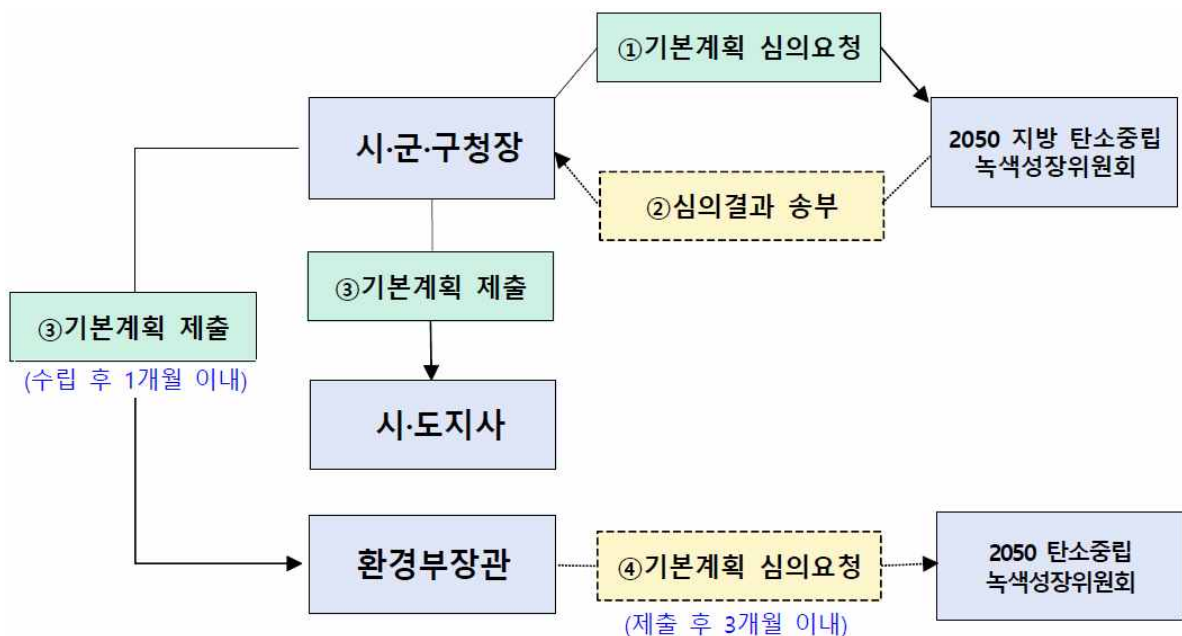 ①기본계획 심의요청
시·군·구청장
2050 지방 탄소중립
녹색성장위원회
②심의결과 송부
③기본계획 제출
③기본계획 제출
(수립 후 1개월 이내)
시·도지사
환경부장관
④기본계획 심의요청
(제출 후 3개월 이내)
2050 탄소중립
녹색성장위원회